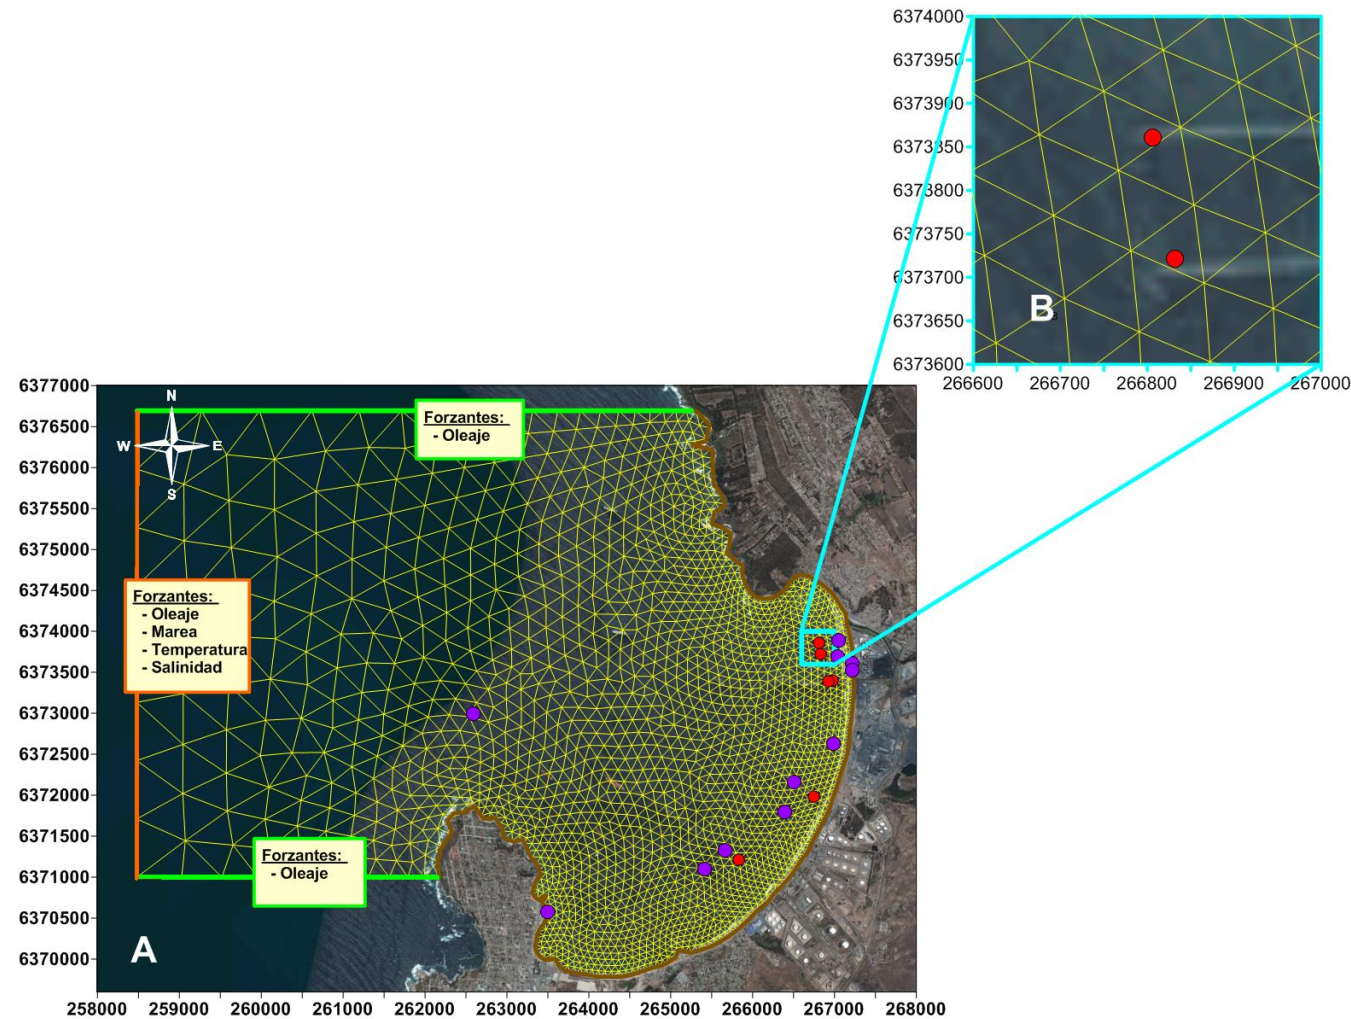 6374000
6373950
6373900
6373850
6373800
6373750
6373700
6373650
6373600
B
266600 266700 266800 266900 267000
6377000
6376500
6376000
6375500
6375000
6374500
6374000
6373500
6373000
6372500
6372000
6371500
6371000
6370500
6370000
N
W E
S
Forzantes:
- Oleaje
Forzantes:
- Oleaje
- Marea
- Temperatura
- Salinidad
Forzantes:
- Oleaje
A
258000 259000 260000 261000 262000 263000 264000 265000 266000 267000 268000